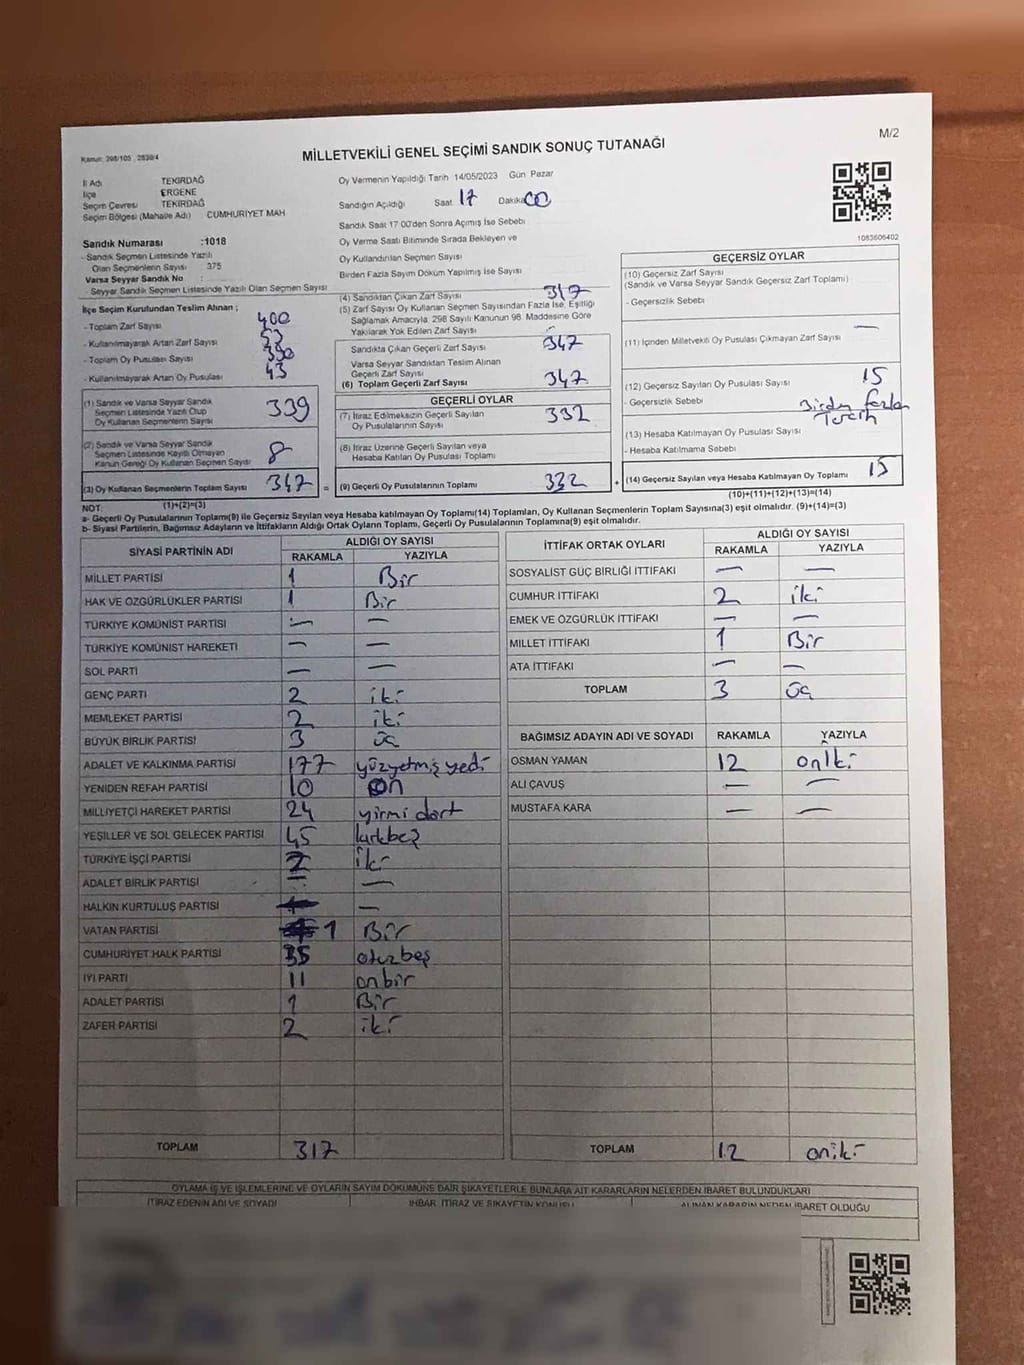 Kanun: 298/105 , 2839/4
M/2
MİLLETVEKİLİ GENEL SEÇİMİ SANDIK SONUÇ TUTANAĞI
İl Adı TEKİRDAĞ
İlçe ERGENE
Seçim Çevresi TEKİRDAĞ
Seçim Bölgesi (Mahalle Adı) CUMHURİYET MAH
Sandık Numarası :1018
- Sandık Seçmen Listesinde Yazılı
Olan Seçmenlerin Sayısı 375
Varsa Seyyar Sandık No :
- Seyyar Sandık Seçmen Listesinde Yazılı Olan Seçmen Sayısı
Oy Vermenin Yapıldığı Tarih 14/05/2023 Gün Pazar
Sandığın Açıldığı Saat 17 Dakika 00
Sandık Saat 17:00'den Sonra Açılmış İse Sebebi
Oy Verme Saati Bitiminde Sırada Bekleyen ve
Oy Kullandırılan Seçmen Sayısı
Birden Fazla Sayım Döküm Yapılmış İse Sayısı
1083606402
İlçe Seçim Kurulundan Teslim Alınan ;
- Toplam Zarf Sayısı 400
- Kullanılmayarak Artan Zarf Sayısı 53
- Toplam Oy Pusulası Sayısı 390
- Kullanılmayarak Artan Oy Pusulası 43
(1) Sandık ve Varsa Seyyar Sandık
Seçmen Listesinde Yazılı Olup
Oy Kullanan Seçmenlerin Sayısı 339
(2) Sandık ve Varsa Seyyar Sandık
Seçmen Listesinde Kayıtlı Olmayan
Kanun Gereği Oy Kullanan Seçmen Sayısı 8
(3) Oy Kullanan Seçmenlerin Toplam Sayısı 347 =
(1)+(2)=(3)
(4) Sandıktan Çıkan Zarf Sayısı 347
(5) Zarf Sayısı Oy Kullanan Seçmen Sayısından Fazla İse, Eşitliği
Sağlamak Amacıyla; 298 Sayılı Kanunun 98. Maddesine Göre
Yakılarak Yok Edilen Zarf Sayısı –
Sandıkta Çıkan Geçerli Zarf Sayısı 347
Varsa Seyyar Sandıktan Teslim Alınan
Geçerli Zarf Sayısı
(6) Toplam Geçerli Zarf Sayısı 347
GEÇERLİ OYLAR
(7) İtiraz Edilmeksizin Geçerli Sayılan
Oy Pusulalarının Sayısı 332
(8) İtiraz Üzerine Geçerli Sayılan veya
Hesaba Katılan Oy Pusulası Toplamı
(9) Geçerli Oy Pusulalarının Toplamı 332 +
GEÇERSİZ OYLAR
(10) Geçersiz Zarf Sayısı
(Sandık ve Varsa Seyyar Sandık Geçersiz Zarf Toplamı)
- Geçersizlik Sebebi
(11) İçinden Milletvekili Oy Pusulası Çıkmayan Zarf Sayısı —
(12) Geçersiz Sayılan Oy Pusulası Sayısı 15
- Geçersizlik Sebebi Birden fazla
Tercih
(13) Hesaba Katılmayan Oy Pusulası Sayısı
- Hesaba Katılmama Sebebi
(14) Geçersiz Sayılan veya Hesaba Katılmayan Oy Toplamı 15
(10)+(11)+(12)+(13)=(14)
NOT:
a- Geçerli Oy Pusulalarının Toplamı(9) ile Geçersiz Sayılan veya Hesaba Katılmayan Oy Toplamı(14) Toplamları, Oy Kullanan Seçmenlerin Toplam Sayısına(3) eşit olmalıdır. (9)+(14)=(3)
b- Siyasi Partilerin, Bağımsız Adayların ve İttifakların Aldığı Ortak Oyların Toplamı, Geçerli Oy Pusulalarının Toplamına(9) eşit olmalıdır.
SİYASİ PARTİNİN ADI ALDIĞI OY SAYISI
RAKAMLA YAZIYLA
MİLLET PARTİSİ 1 Bir
HAK VE ÖZGÜRLÜKLER PARTİSİ 1 Bir
TÜRKİYE KOMÜNİST PARTİSİ — —
TÜRKİYE KOMÜNİST HAREKETİ — —
SOL PARTİ — —
GENÇ PARTİ 2 iki
MEMLEKET PARTİSİ 2 iki
BÜYÜK BİRLİK PARTİSİ 3 üç
ADALET VE KALKINMA PARTİSİ 177 yüzyetmiş yedi
YENİDEN REFAH PARTİSİ 10 on
MİLLİYETÇİ HAREKET PARTİSİ 24 yirmi dört
YEŞİLLER VE SOL GELECEK PARTİSİ 45 kırkbeş
TÜRKİYE İŞÇİ PARTİSİ 2 iki
ADALET BİRLİK PARTİSİ — —
HALKIN KURTULUŞ PARTİSİ — —
VATAN PARTİSİ 1 Bir
CUMHURİYET HALK PARTİSİ 35 otuzbeş
İYİ PARTİ 11 onbir
ADALET PARTİSİ 1 Bir
ZAFER PARTİSİ 2 iki
TOPLAM 317
İTTİFAK ORTAK OYLARI ALDIĞI OY SAYISI
RAKAMLA YAZIYLA
SOSYALİST GÜÇ BİRLİĞİ İTTİFAKI — —
CUMHUR İTTİFAKI 2 iki
EMEK VE ÖZGÜRLÜK İTTİFAKI — —
MİLLET İTTİFAKI 1 Bir
ATA İTTİFAKI — —
TOPLAM 3 üç
BAĞIMSIZ ADAYIN ADI VE SOYADI RAKAMLA YAZIYLA
OSMAN YAMAN 12 oniki
ALİ ÇAVUŞ — —
MUSTAFA KARA — —
TOPLAM 12 oniki
OYLAMA İŞ VE İŞLEMLERİNE VE OYLARIN SAYIM DÖKÜMÜNE DAİR ŞİKAYETLERLE BUNLARA AİT KARARLARIN NELERDEN İBARET BULUNDUKLARI
İTİRAZ EDENİN ADI VE SOYADI İHBAR, İTİRAZ VE ŞİKAYETİN KONUSU ALINAN KARARIN NEDEN İBARET OLDUĞU